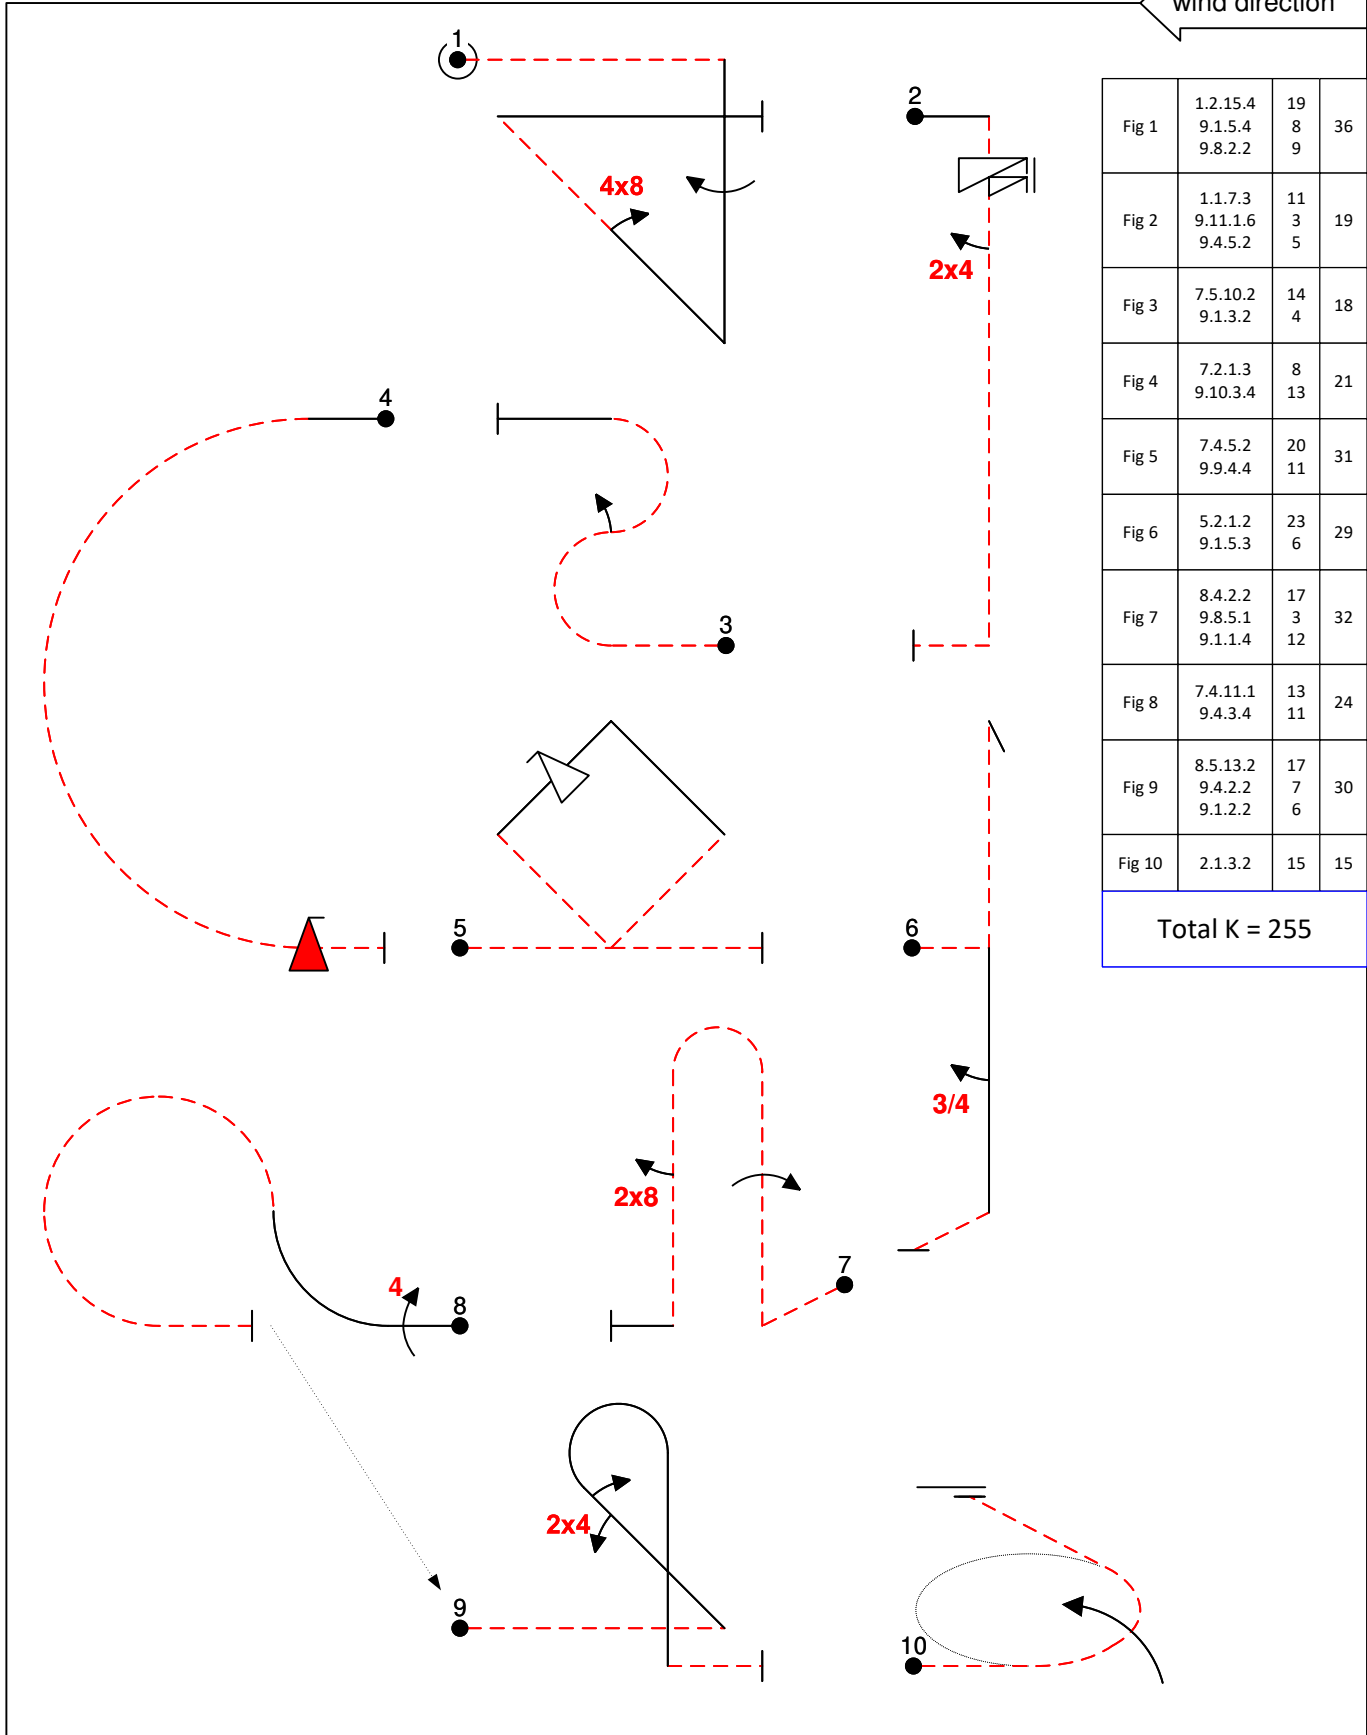 wind direction
1
2
4x8
2x4
4
3
5
6
3/4
2x8
7
4
8
2x4
9
10
Fig 1 1.2.15.4 19 36
9.1.5.4 8
9.8.2.2 9
Fig 2 1.1.7.3 11 19
9.11.1.6 3
9.4.5.2 5
Fig 3 7.5.10.2 14 18
9.1.3.2 4
Fig 4 7.2.1.3 8 21
9.10.3.4 13
Fig 5 7.4.5.2 20 31
9.9.4.4 11
Fig 6 5.2.1.2 23 29
9.1.5.3 6
Fig 7 8.4.2.2 17 32
9.8.5.1 3
9.1.1.4 12
Fig 8 7.4.11.1 13 24
9.4.3.4 11
Fig 9 8.5.13.2 17 30
9.4.2.2 7
9.1.2.2 6
Fig 10 2.1.3.2 15 15
Total K = 255